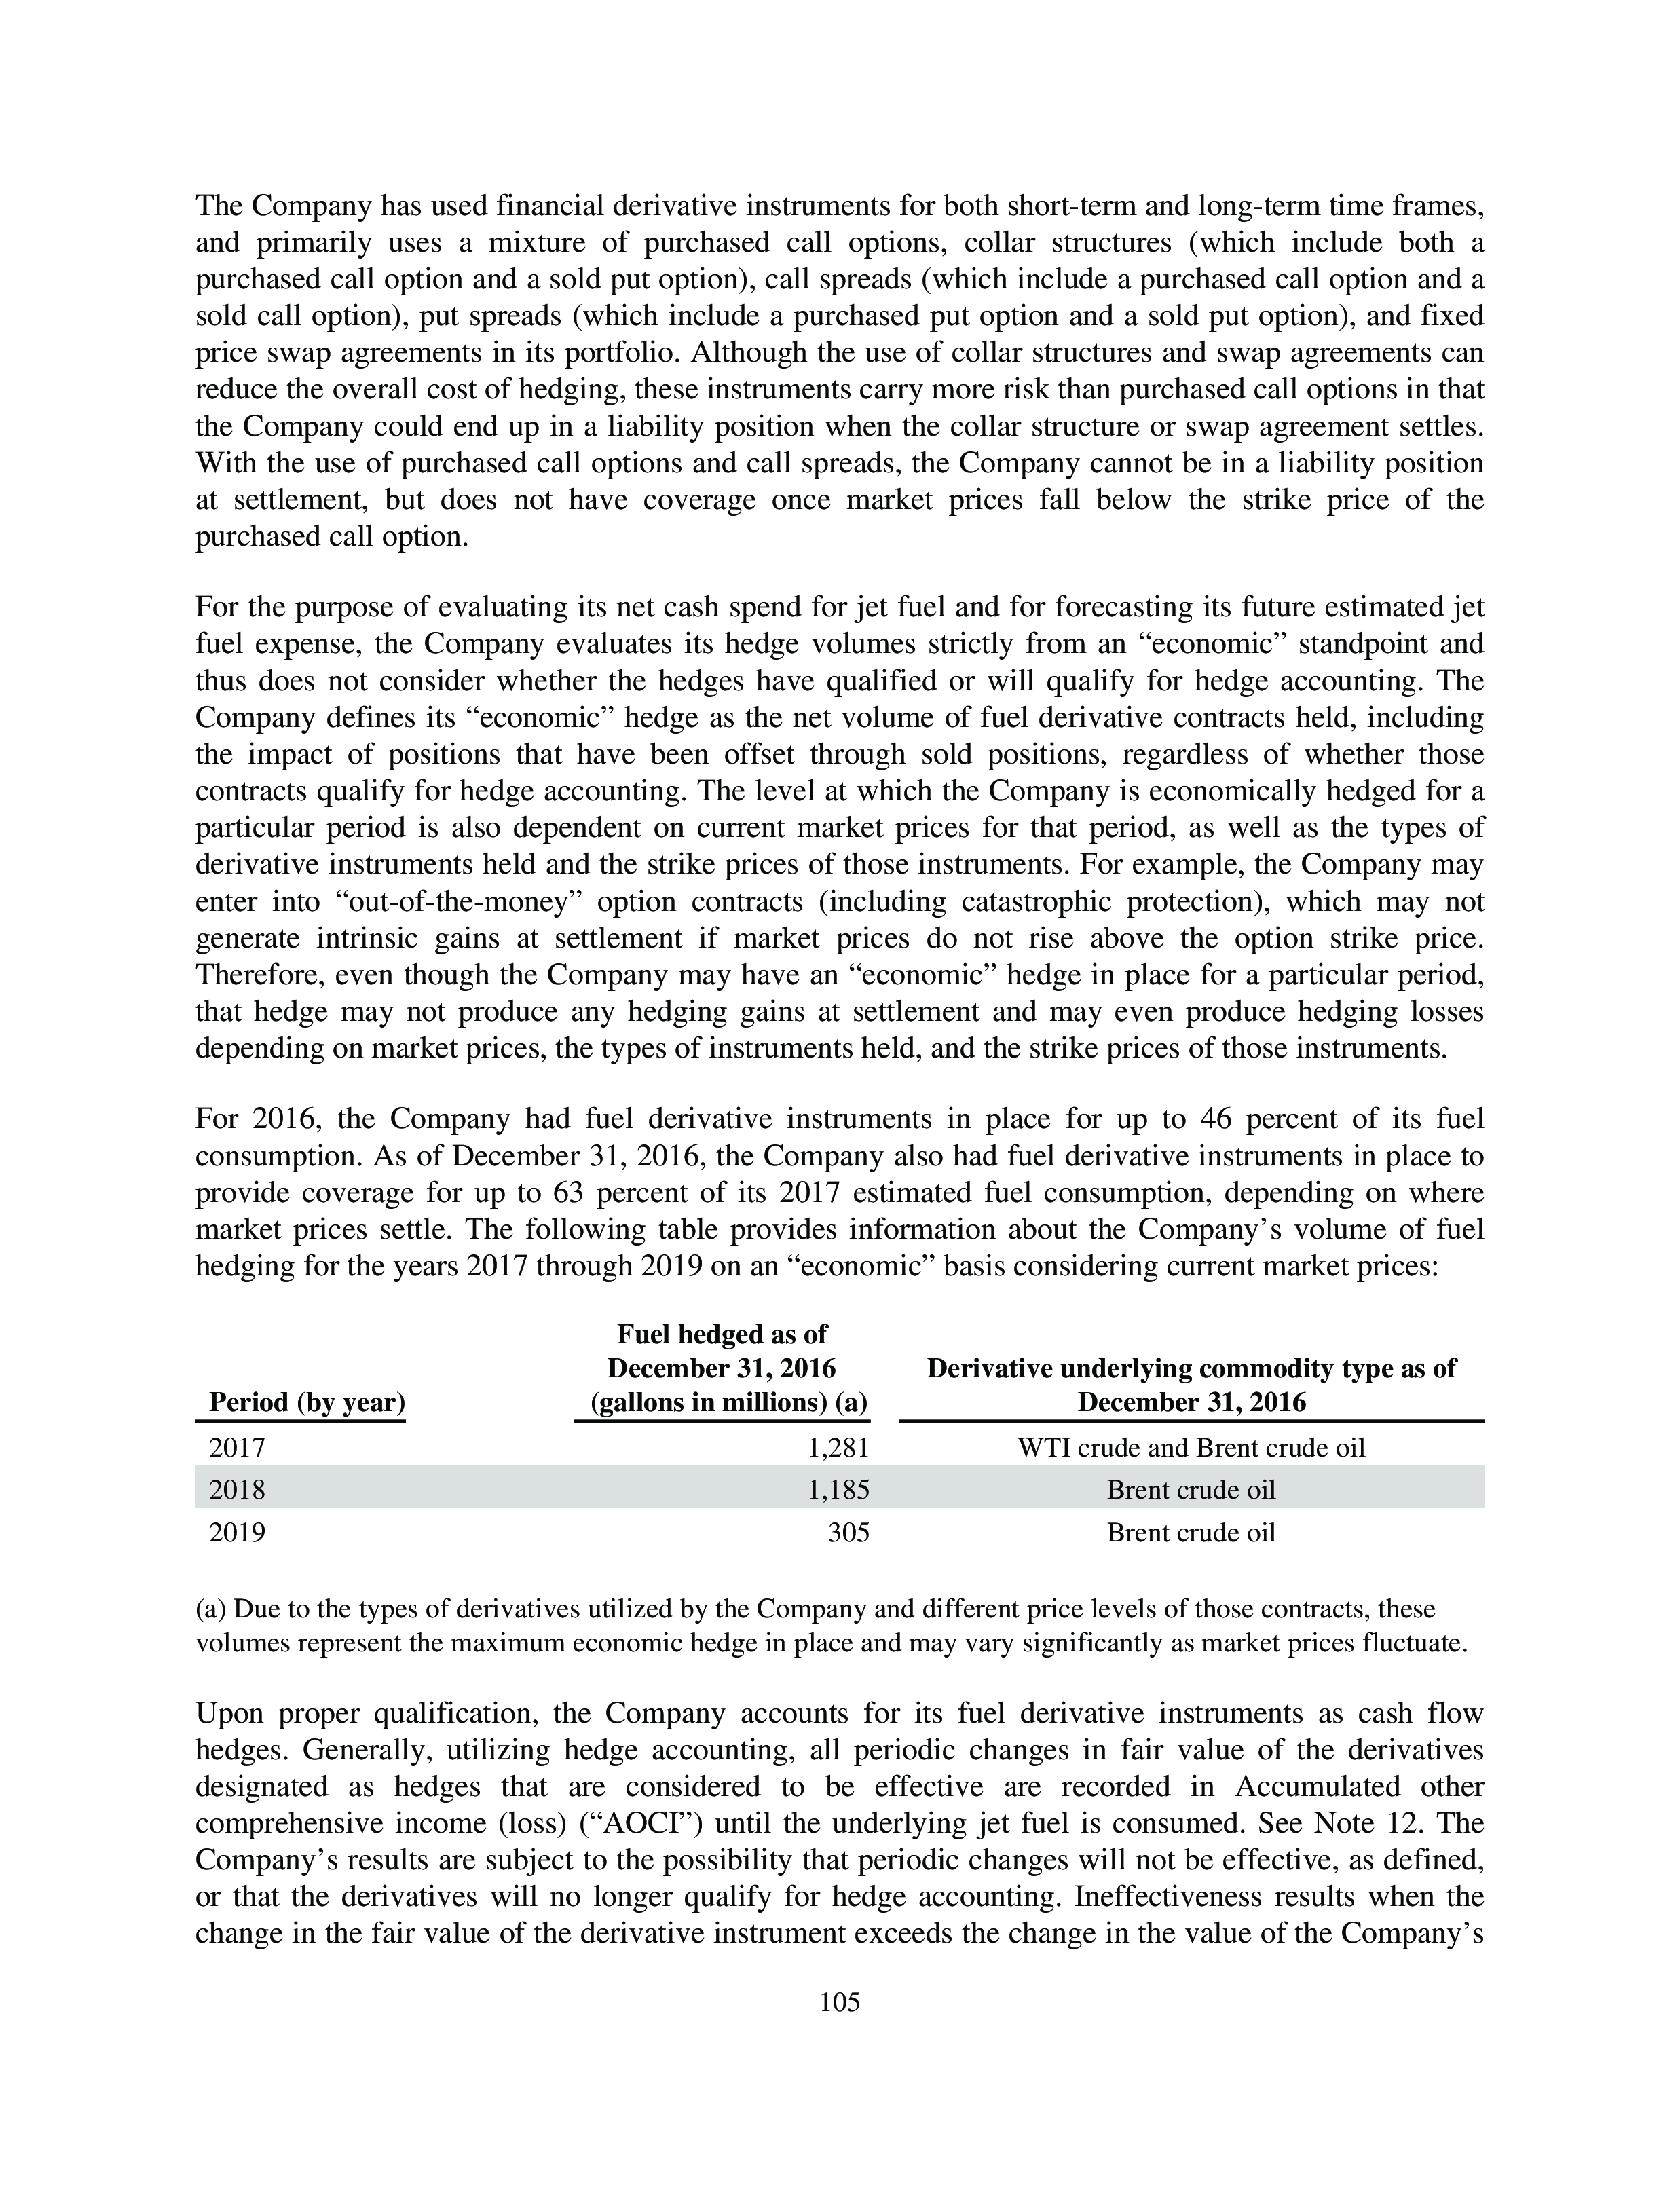 The Company has used financial derivative instruments for both short-term and long-term time frames,
and primarily uses a mixture of purchased call options, collar structures (which include both a
purchased call option and a sold put option), call spreads (which include a purchased call option and a
sold call option), put spreads (which include a purchased put option and a sold put option), and fixed
price swap agreements in its portfolio. Although the use of collar structures and swap agreements can
reduce the overall cost of hedging, these instruments carry more risk than purchased call options in that
the Company could end up in a liability position when the collar structure or swap agreement settles.
With the use of purchased call options and call spreads, the Company cannot be in a liability position
at settlement, but does not have coverage once market prices fall below the strike price of the
purchased call option.
For the purpose of evaluating its net cash spend for jet fuel and for forecasting its future estimated jet
fuel expense, the Company evaluates its hedge volumes strictly from an “economic” standpoint and
thus does not consider whether the hedges have qualified or will qualify for hedge accounting. The
Company defines its “economic” hedge as the net volume of fuel derivative contracts held, including
the impact of positions that have been offset through sold positions, regardless of whether those
contracts qualify for hedge accounting. The level at which the Company is economically hedged for a
particular period is also dependent on current market prices for that period, as well as the types of
derivative instruments held and the strike prices of those instruments. For example, the Company may
enter into “out-of-the-money” option contracts (including catastrophic protection), which may not
generate intrinsic gains at settlement if market prices do not rise above the option strike price.
Therefore, even though the Company may have an “economic” hedge in place for a particular period,
that hedge may not produce any hedging gains at settlement and may even produce hedging losses
depending on market prices, the types of instruments held, and the strike prices of those instruments.
For 2016, the Company had fuel derivative instruments in place for up to 46 percent of its fuel
consumption. As of December 31, 2016, the Company also had fuel derivative instruments in place to
provide coverage for up to 63 percent of its 2017 estimated fuel consumption, depending on where
market prices settle. The following table provides information about the Company’s volume of fuel
hedging for the years 2017 through 2019 on an “economic” basis considering current market prices:
Fuel hedged as of
December 31, 2016 Derivative underlying commodity type as of
Period (by year) (gallons in millions) (a) December 31, 2016
2017 1,281 WTI crude and Brent crude oil
2018 1,185 Brent crude oil
2019 305 Brent crude oil
(a) Due to the types of derivatives utilized by the Company and different price levels of those contracts, these
volumes represent the maximum economic hedge in place and may vary significantly as market prices fluctuate.
Upon proper qualification, the Company accounts for its fuel derivative instruments as cash flow
hedges. Generally, utilizing hedge accounting, all periodic changes in fair value of the derivatives
designated as hedges that are considered to be effective are recorded in Accumulated other
comprehensive income (loss) (“AOCI”) until the underlying jet fuel is consumed. See Note 12. The
Company’s results are subject to the possibility that periodic changes will not be effective, as defined,
or that the derivatives will no longer qualify for hedge accounting. Ineffectiveness results when the
change in the fair value of the derivative instrument exceeds the change in the value of the Company’s
105